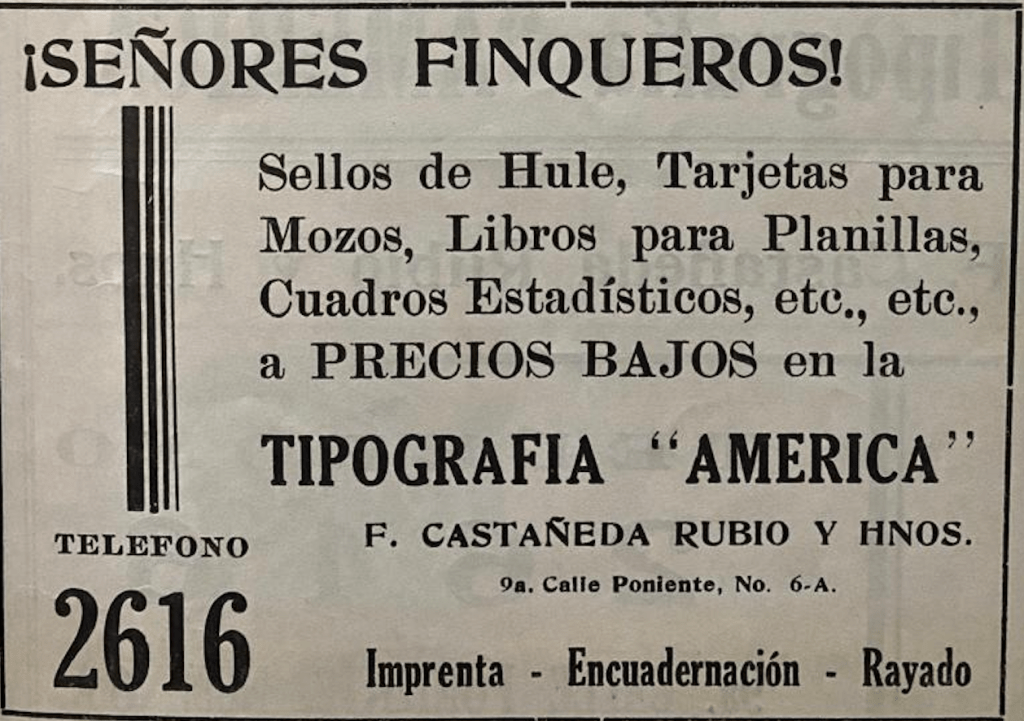 ¡SEÑORES FINQUEROS!
Sellos de Hule, Tarjetas para
Mozos, Libros para Planillas,
Cuadros Estadísticos, etc., etc.,
a PRECIOS BAJOS en la
TIPOGRAFIA “AMERICA”
F. CASTAÑEDA RUBIO Y HNOS.
9a. Calle Poniente, No. 6-A.
Imprenta - Encuadernación - Rayado
TELEFONO
2616